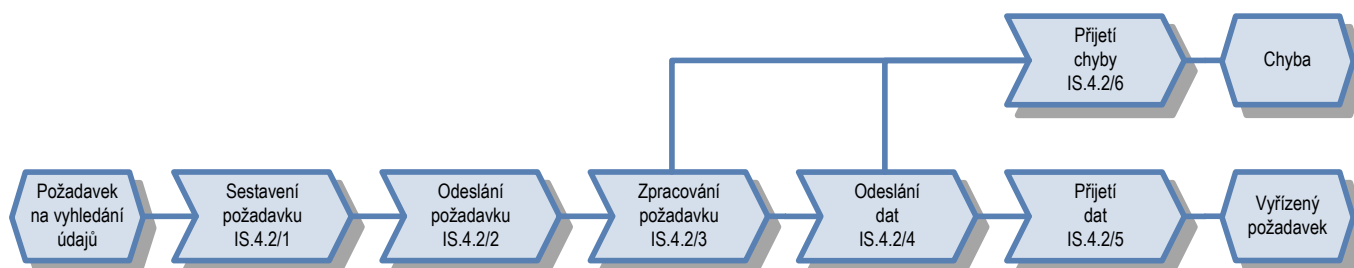 Přijetí
chyby
IS.4.2/6
Chyba
Požadavek
na vyhledání
údajů
Sestavení
požadavku
IS.4.2/1
Odeslání
požadavku
IS.4.2/2
Zpracování
požadavku
IS.4.2/3
Odeslání
dat
IS.4.2/4
Přijetí
dat
IS.4.2/5
Vyřízený
požadavek